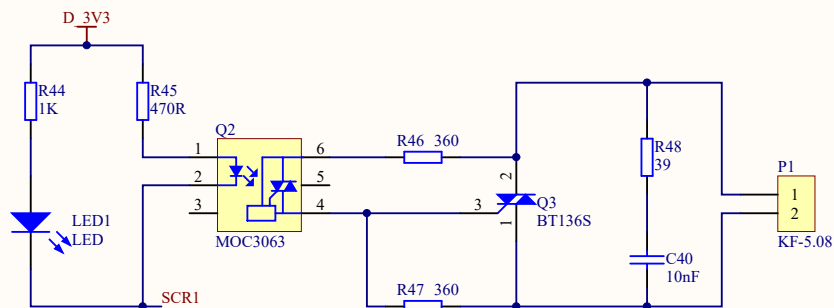 D_3V3
R44
1K
R45
470R
Q2
1
2
3
6
5
4
MOC3063
R46 360
2
3
1
Q3
BT136S
R48
39
P1
1
2
KF-5.08
LED1
LED
C40
10nF
SCR1
R47 360